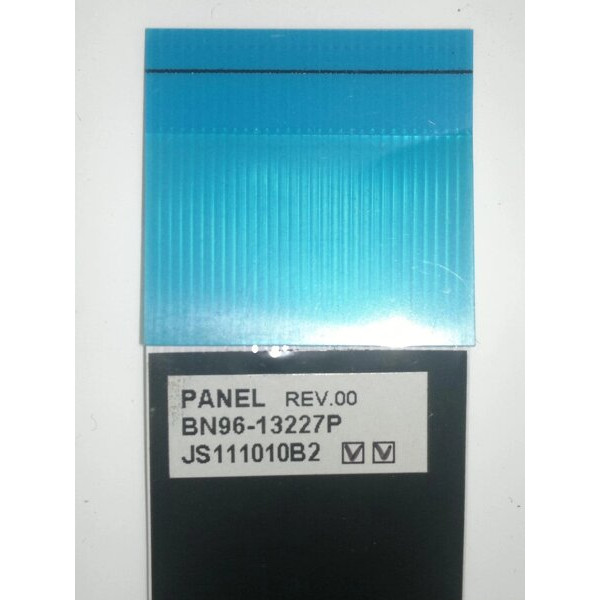 PANEL REV.00
BN96-13227P
JS111010B2 ☑☑